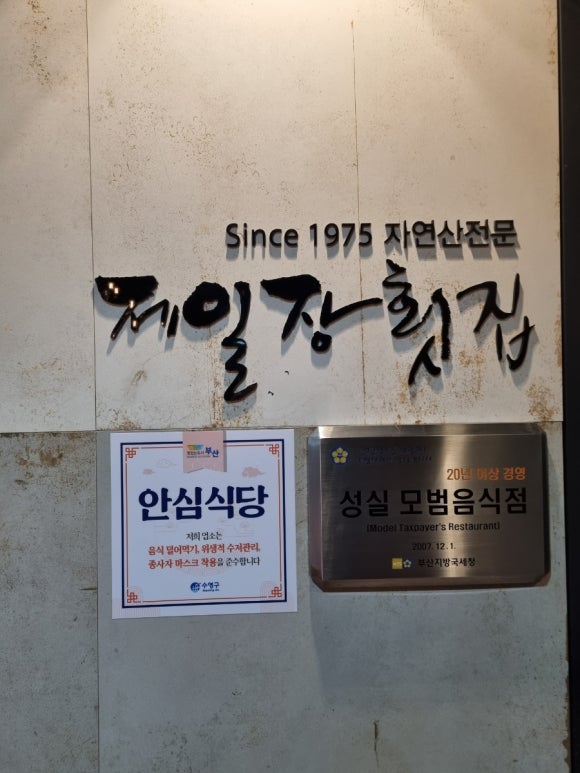 Since 1975 자연산전문
제일장횟집
부산
안심식당
저희 업소는
음식 덜어먹기, 위생적 수저관리,
종사자 마스크 착용을 준수합니다
수영구
20년 이상 경영
성실 모범음식점
(Model Taxpayer's Restaurant)
2007. 12. 1.
부산지방국세청